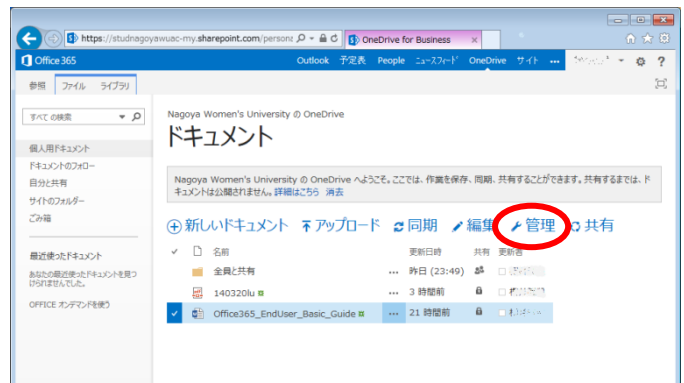 https://studnagoyawuac-my.sharepoint.com/persona
OneDrive for Business
Office 365
Outlook 予定表 People ニュースフィード OneDrive サイト ••• ?
参照 ファイル ライブラリ
すべて の検索
個人用ドキュメント
ドキュメントのフォロー
自分と共有
サイトのフォルダー
ごみ箱
最近使ったドキュメント
あなたの最近使ったドキュメントを見つ
けられませんでした。
OFFICE オンデマンドを使う
Nagoya Women's University の OneDrive
ドキュメント
Nagoya Women's University の OneDrive へようこそ。ここでは、作業を保存、同期、共有することができます。共有するまでは、ド
キュメントは公開されません。詳細はこちら 消去
新しいドキュメント アップロード 同期 編集 管理 共有
名前 更新日時 共有 更新者
全員と共有 ••• 昨日 (23:49)
140320lu ••• 3 時間前
Office365_EndUser_Basic_Guide ••• 21 時間前